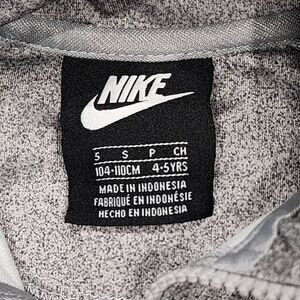 NIKE
S S P CH
104-110CM 4-5YRS
MADE IN INDONESIA
FABRIQUÉ EN INDONÉSIE
HECHO EN INDONESIA